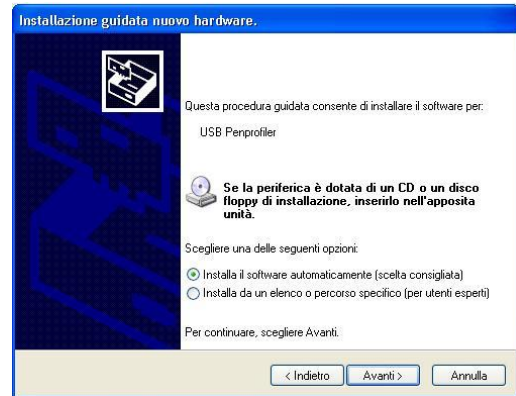 Installazione guidata nuovo hardware.
Questa procedura guidata consente di installare il software per:
USB Penprofiler
Se la periferica è dotata di un CD o un disco
floppy di installazione, inserirlo nell'apposita
unità.
Scegliere una delle seguenti opzioni:
Installa il software automaticamente (scelta consigliata)
Installa da un elenco o percorso specifico (per utenti esperti)
Per continuare, scegliere Avanti.
< Indietro Avanti > Annulla